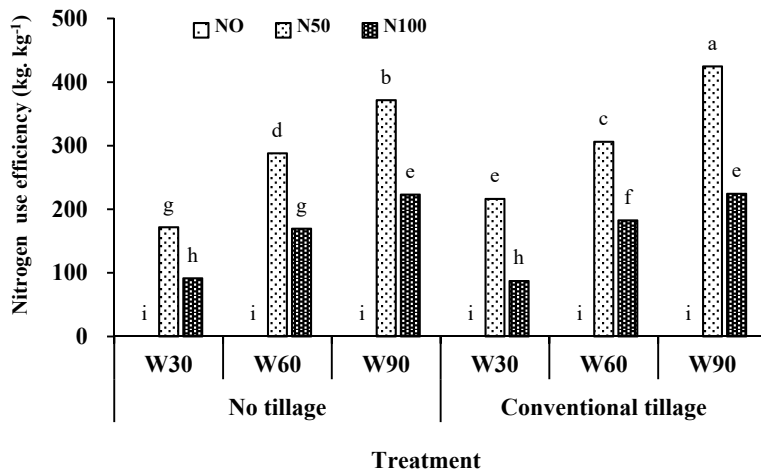 Nitrogen use efficiency (kg. kg-1)
500
400
300
200
100
0
NO N50 N100
i g h i d g i b e i e h i c f i a e
W30 W60 W90 W30 W60 W90
No tillage Conventional tillage
Treatment